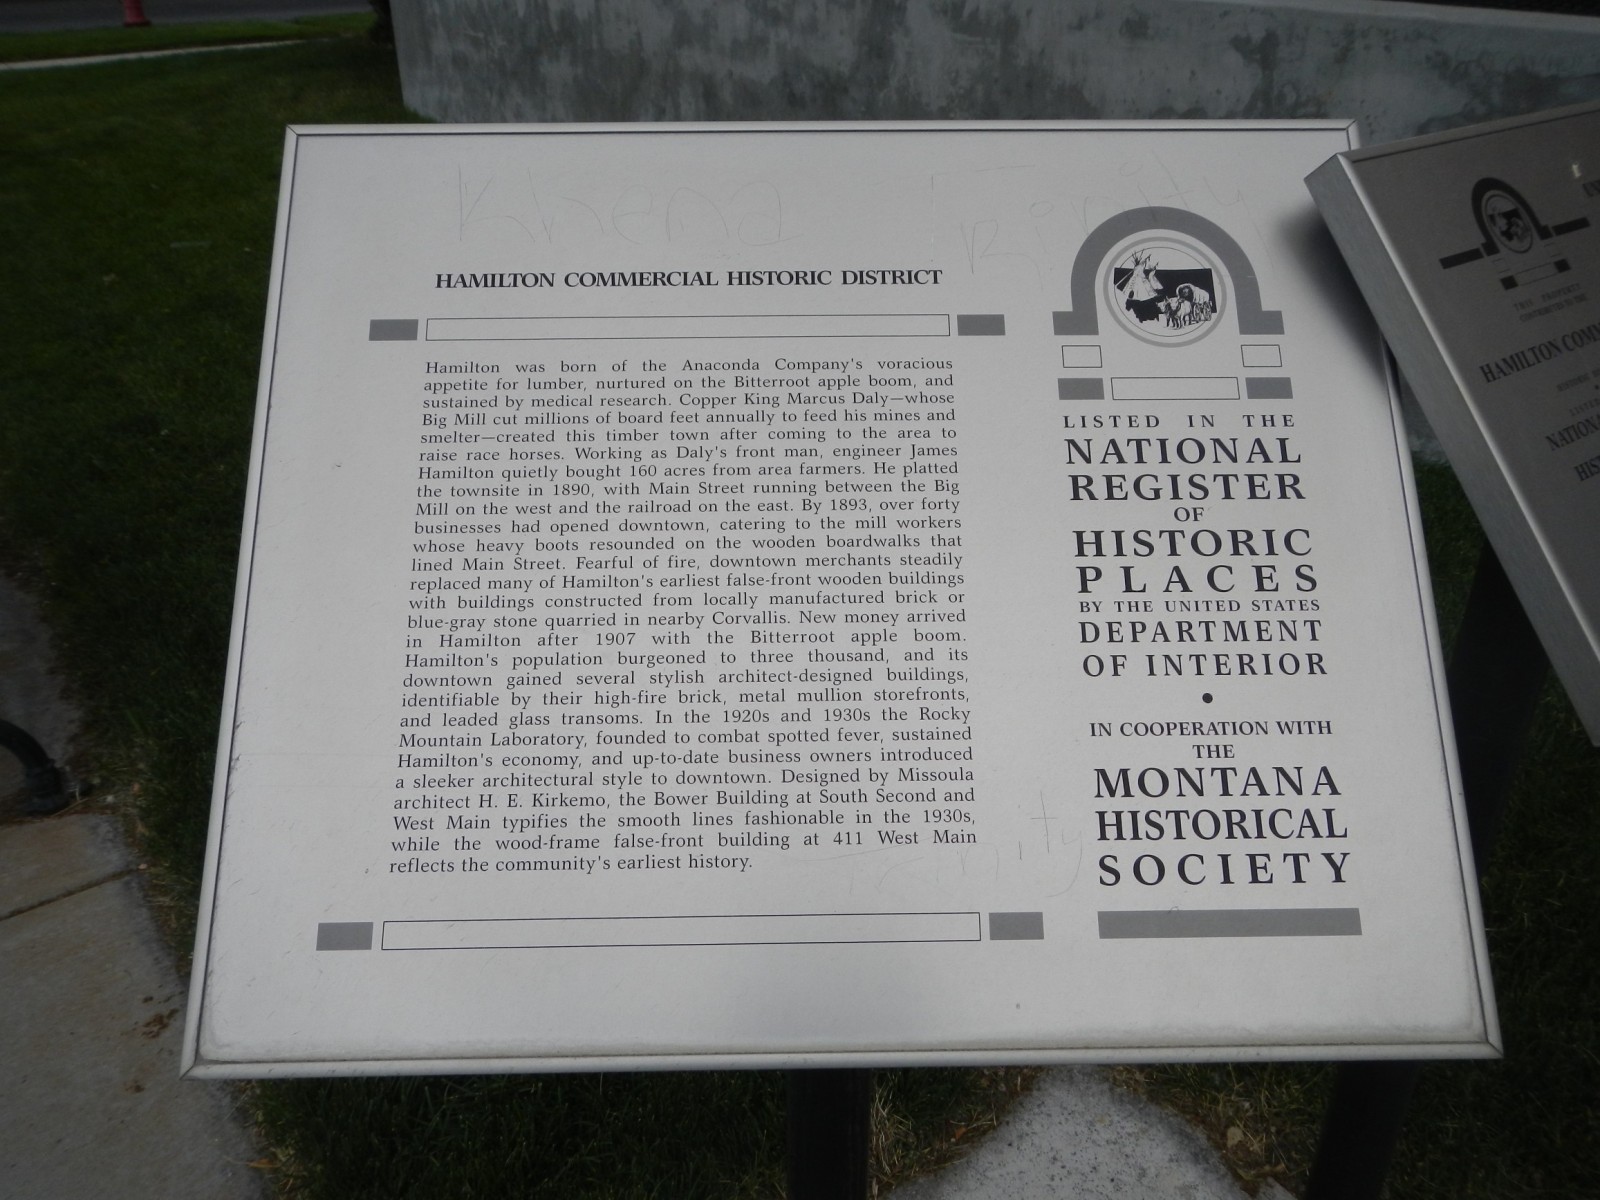 Khena
Trinity
HAMILTON COMMERCIAL HISTORIC DISTRICT
Hamilton was born of the Anaconda Company's voracious
appetite for lumber, nurtured on the Bitterroot apple boom, and
sustained by medical research. Copper King Marcus Daly—whose
Big Mill cut millions of board feet annually to feed his mines and
smelter—created this timber town after coming to the area to
raise race horses. Working as Daly's front man, engineer James
Hamilton quietly bought 160 acres from area farmers. He platted
the townsite in 1890, with Main Street running between the Big
Mill on the west and the railroad on the east. By 1893, over forty
businesses had opened downtown, catering to the mill workers
whose heavy boots resounded on the wooden boardwalks that
lined Main Street. Fearful of fire, downtown merchants steadily
replaced many of Hamilton's earliest false-front wooden buildings
with buildings constructed from locally manufactured brick or
blue-gray stone quarried in nearby Corvallis. New money arrived
in Hamilton after 1907 with the Bitterroot apple boom.
Hamilton's population burgeoned to three thousand, and its
downtown gained several stylish architect-designed buildings,
identifiable by their high-fire brick, metal mullion storefronts,
and leaded glass transoms. In the 1920s and 1930s the Rocky
Mountain Laboratory, founded to combat spotted fever, sustained
Hamilton's economy, and up-to-date business owners introduced
a sleeker architectural style to downtown. Designed by Missoula
architect H. E. Kirkemo, the Bower Building at South Second and
West Main typifies the smooth lines fashionable in the 1930s,
while the wood-frame false-front building at 411 West Main
reflects the community's earliest history.
LISTED IN THE
NATIONAL
REGISTER
OF
HISTORIC
PLACES
BY THE UNITED STATES
DEPARTMENT
OF INTERIOR
•
IN COOPERATION WITH
THE
MONTANA
HISTORICAL
SOCIETY
Trinity
THIS PROPERTY
CONTRIBUTES TO THE
HAMILTON COM
LISTE
NATIONA
HIS